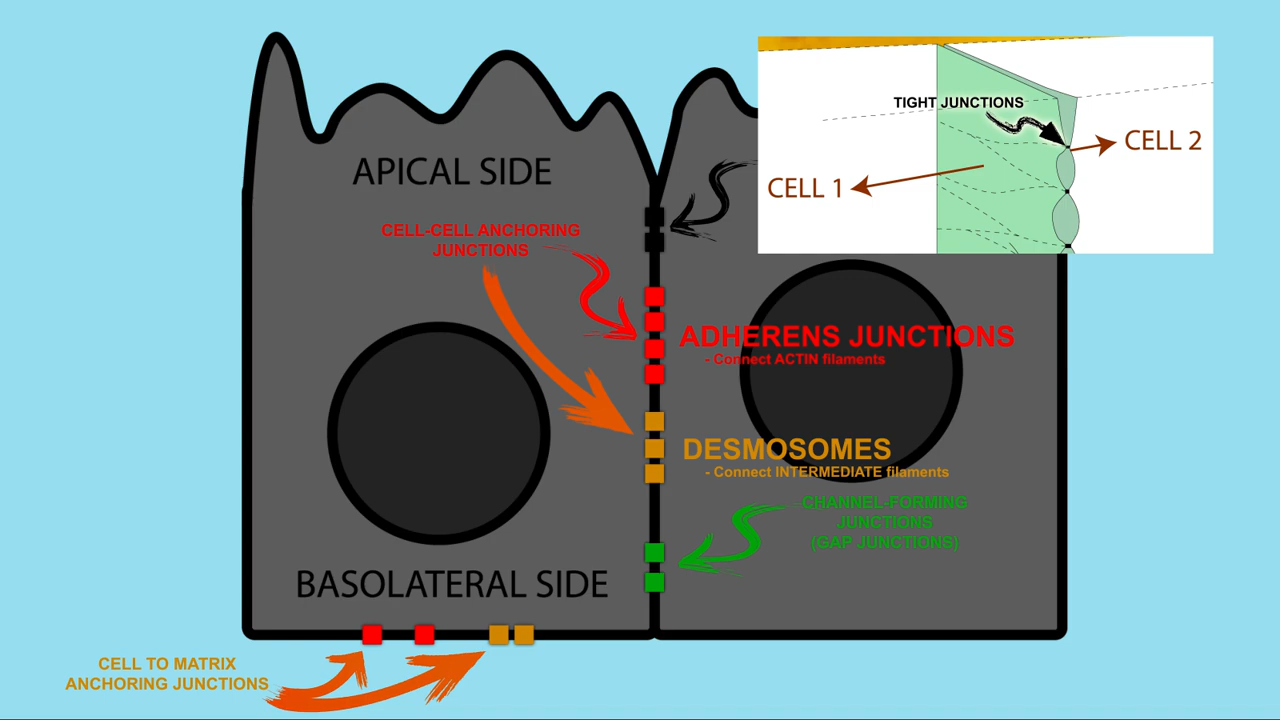 TIGHT JUNCTIONS
CELL 2
CELL 1
APICAL SIDE
CELL-CELL ANCHORING
JUNCTIONS
ADHERENS JUNCTIONS
- Connect ACTIN filaments
DESMOSOMES
- Connect INTERMEDIATE filaments
CHANNEL-FORMING
JUNCTIONS
(GAP JUNCTIONS)
BASOLATERAL SIDE
CELL TO MATRIX
ANCHORING JUNCTIONS